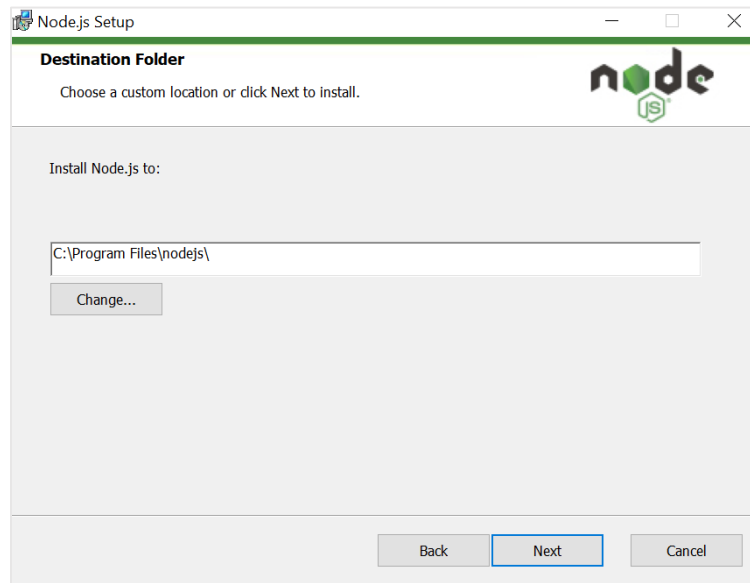 Node.js Setup
Destination Folder
Choose a custom location or click Next to install.
node
JS
Install Node.js to:
C:\Program Files\nodejs\
Change...
Back Next Cancel